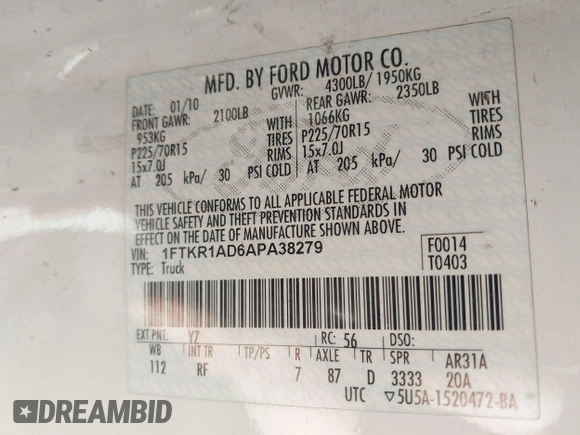 MFD. BY FORD MOTOR CO.
DATE: 01/10 GVWR: 4300LB/ 1950KG
FRONT GAWR: 2100LB REAR GAWR: 2350LB
953KG WITH 1066KG WITH
P225/70R15 TIRES P225/70R15 TIRES
15x7.0J RIMS 15x7.0J RIMS
AT 205 kPa/ 30 PSI COLD AT 205 kPa/ 30 PSI COLD
THIS VEHICLE CONFORMS TO ALL APPLICABLE FEDERAL MOTOR
VEHICLE SAFETY AND THEFT PREVENTION STANDARDS IN
EFFECT ON THE DATE OF MANUFACTURE SHOWN ABOVE.
VIN: 1FTKR1AD6APA38279 F0014
TYPE: Truck T0403
EXT PNT: YZ RC: 56 DSO:
WB INT TR TP/PS R AXLE TR SPR AR31A
112 RF 7 87 D 3333 20A
UTC ▽5U5A-1520472-BA
DREAMBID